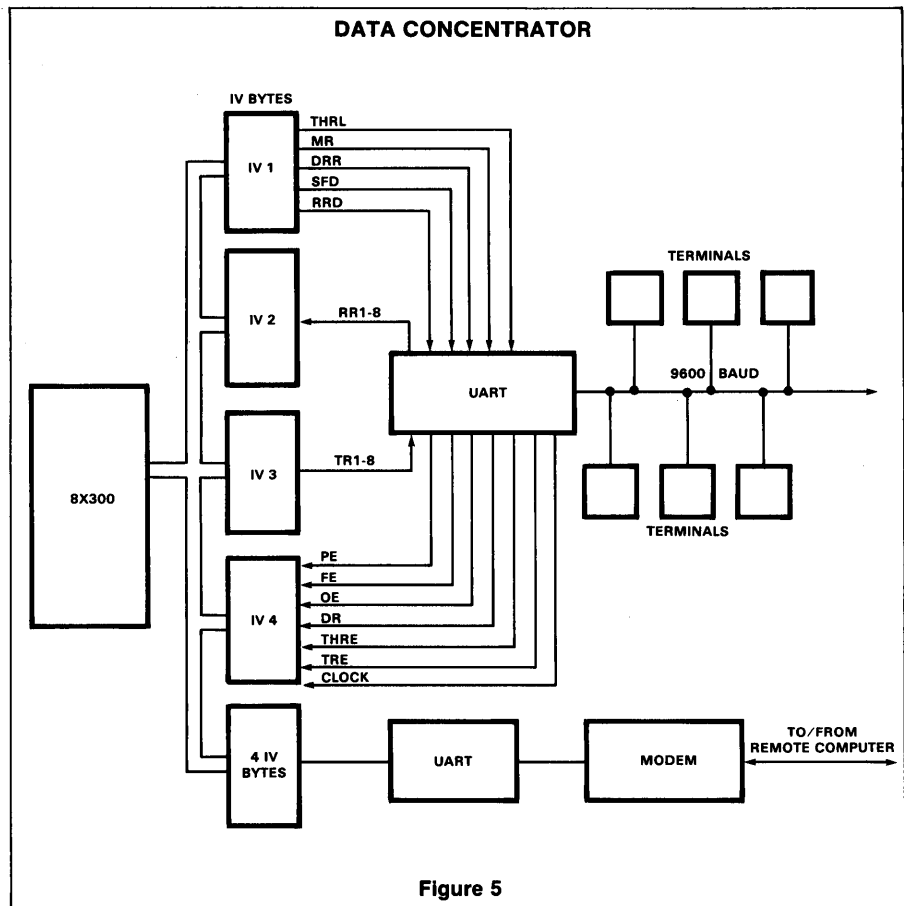 DATA CONCENTRATOR
IV BYTES
THRL
MR
DRR
SFD
RRD
IV 1
IV 2
RR1-8
TERMINALS
9600 BAUD
UART
8X300
IV 3
TR1-8
TERMINALS
PE
FE
OE
DR
THRE
TRE
CLOCK
IV 4
4 IV
BYTES
UART
MODEM
TO/FROM
REMOTE COMPUTER
Figure 5